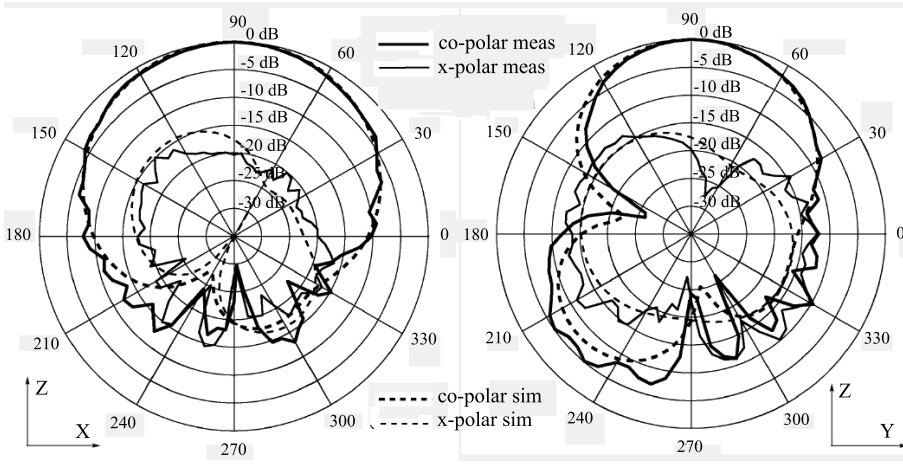 90
0 dB
-5 dB
-10 dB
-15 dB
-20 dB
-25 dB
-30 dB
120
60
150
30
180
0
210
330
240
300
270
Z
X
co-polar meas
x-polar meas
co-polar sim
x-polar sim
90
0 dB
-5 dB
-10 dB
-15 dB
-20 dB
-25 dB
-30 dB
120
60
150
30
180
0
210
330
240
300
270
Z
Y